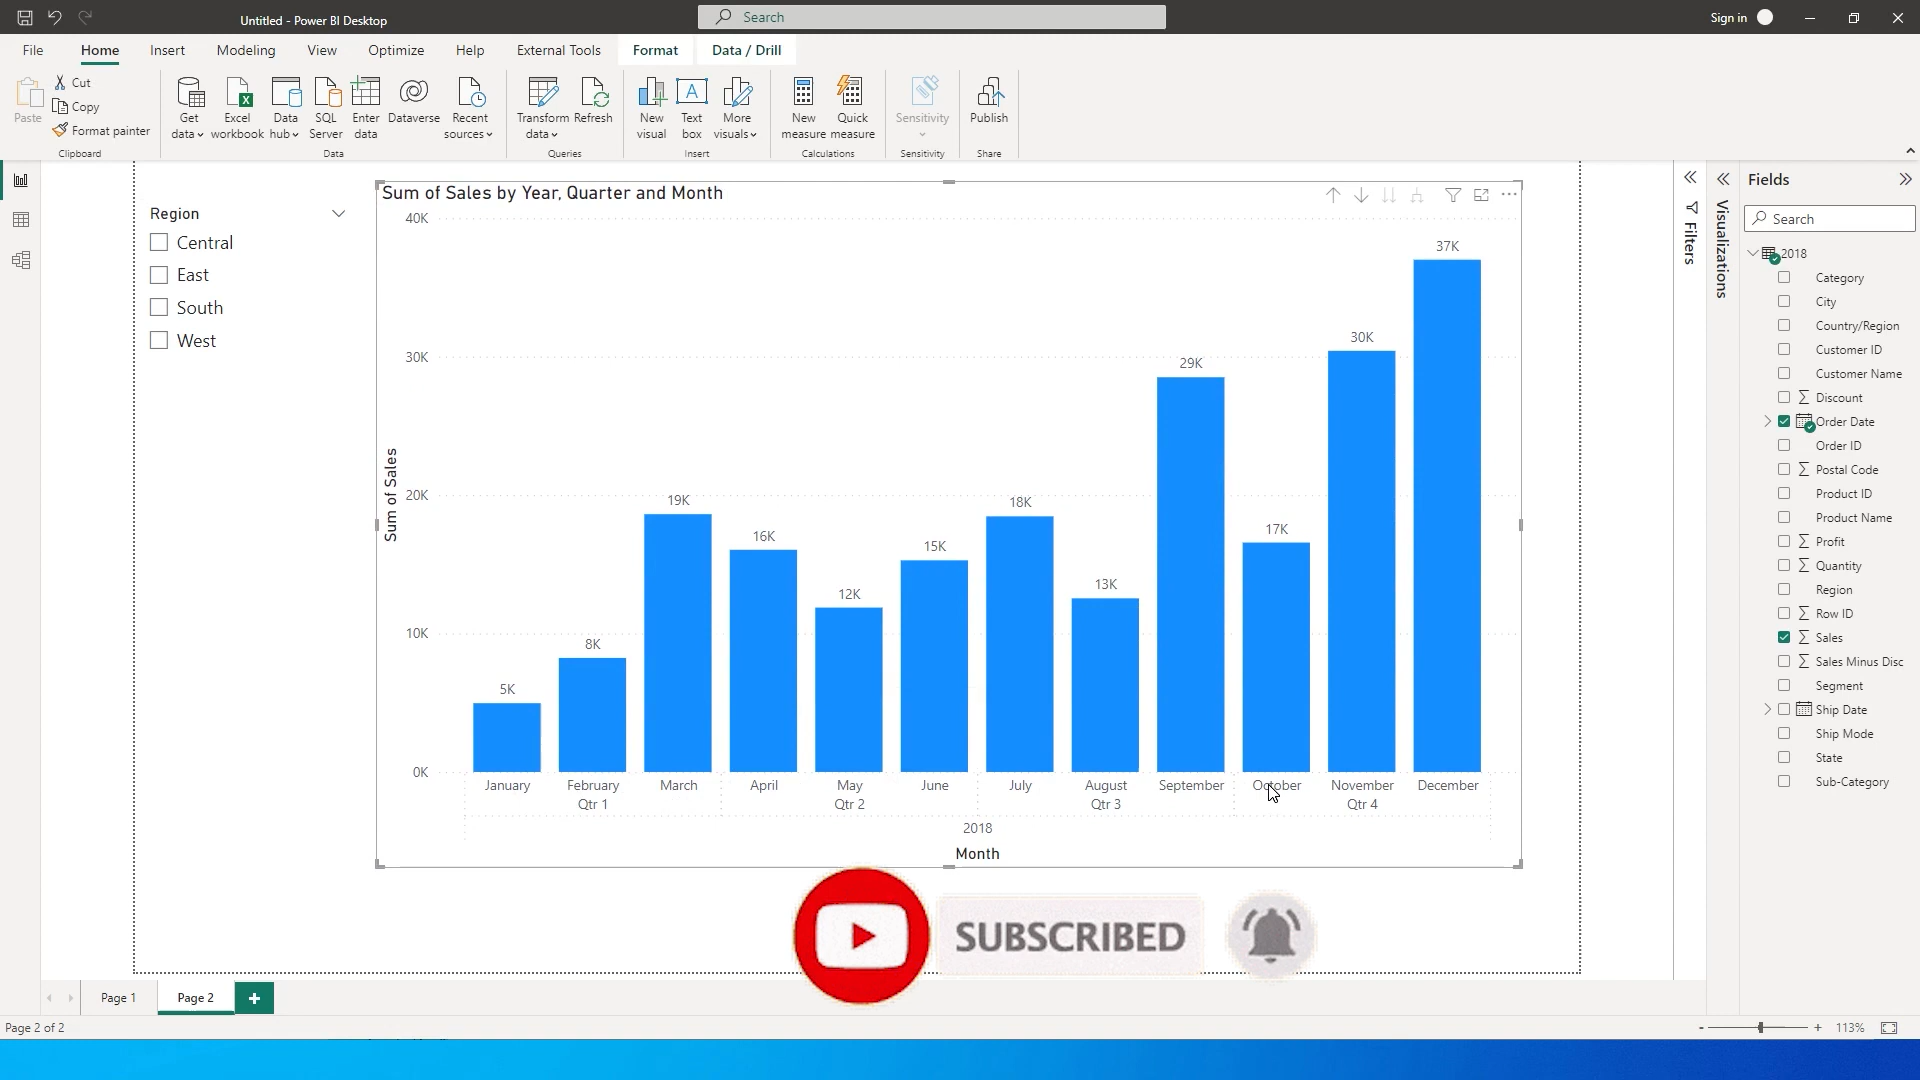 Untitled - Power BI Desktop
Search
Sign in
File Home Insert Modeling View Optimize Help External Tools Format Data / Drill
Paste
Cut
Copy
Format painter
Clipboard
Get data
Excel workbook
Data hub
SQL Server
Enter data
Dataverse
Recent sources
Data
Transform data
Refresh
Queries
New visual
Text box
More visuals
Insert
New measure
Quick measure
Calculations
Sensitivity
Sensitivity
Publish
Share
Region
Central
East
South
West
Sum of Sales by Year, Quarter and Month
Sum of Sales
40K
30K
20K
10K
0K
5K
8K
19K
16K
12K
15K
18K
13K
29K
17K
30K
37K
January February March April May June July August September October November December
Qtr 1 Qtr 2 Qtr 3 Qtr 4
2018
Month
SUBSCRIBED
Filters
Visualizations
Fields
Search
2018
Category
City
Country/Region
Customer ID
Customer Name
Discount
Order Date
Order ID
Postal Code
Product ID
Product Name
Profit
Quantity
Region
Row ID
Sales
Sales Minus Disc
Segment
Ship Date
Ship Mode
State
Sub-Category
Page 1
Page 2
Page 2 of 2
- + 113%